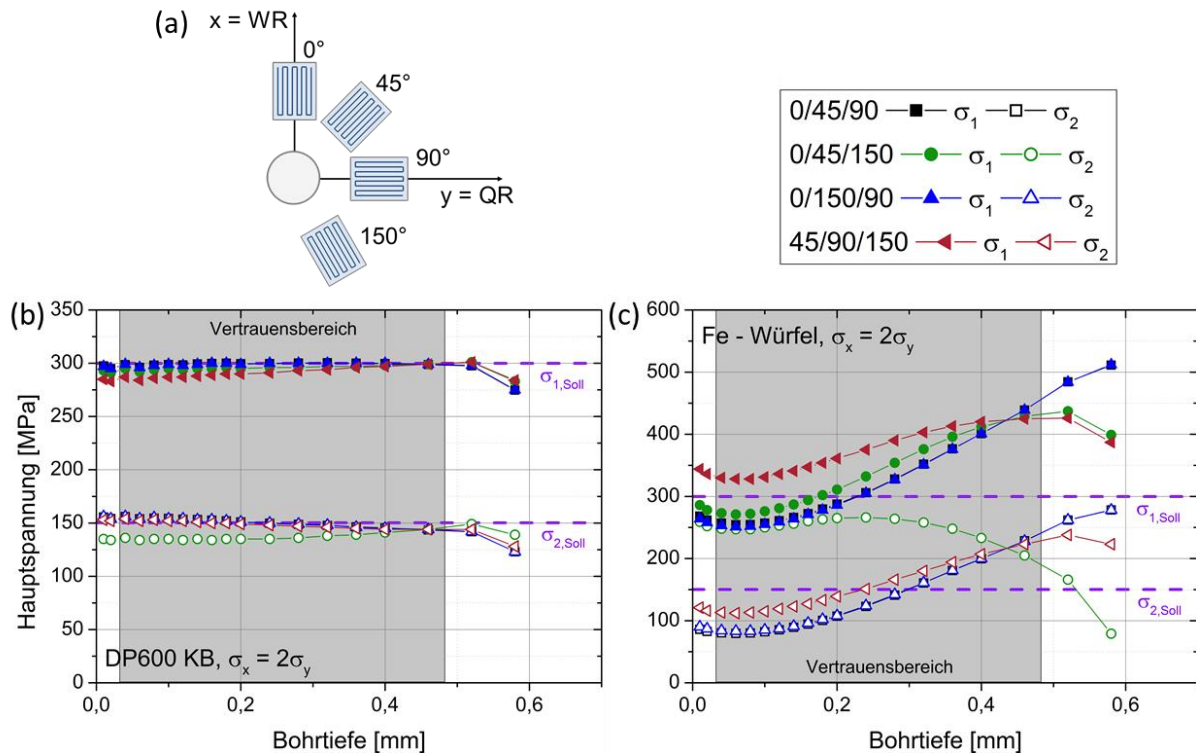 (a)
x = WR
0°
45°
90°
y = QR
150°
0/45/90 σ₁ σ₂
0/45/150 σ₁ σ₂
0/150/90 σ₁ σ₂
45/90/150 σ₁ σ₂
(b)
Hauptspannung [MPa]
350
300
250
200
150
100
50
0
Vertrauensbereich
σ₁,Soll
σ₂,Soll
DP600 KB, σₓ = 2σᵧ
0,0 0,2 0,4 0,6
Bohrtiefe [mm]
(c)
600
500
400
300
200
100
0
Fe - Würfel, σₓ = 2σᵧ
σ₁,Soll
σ₂,Soll
Vertrauensbereich
0,0 0,2 0,4 0,6
Bohrtiefe [mm]